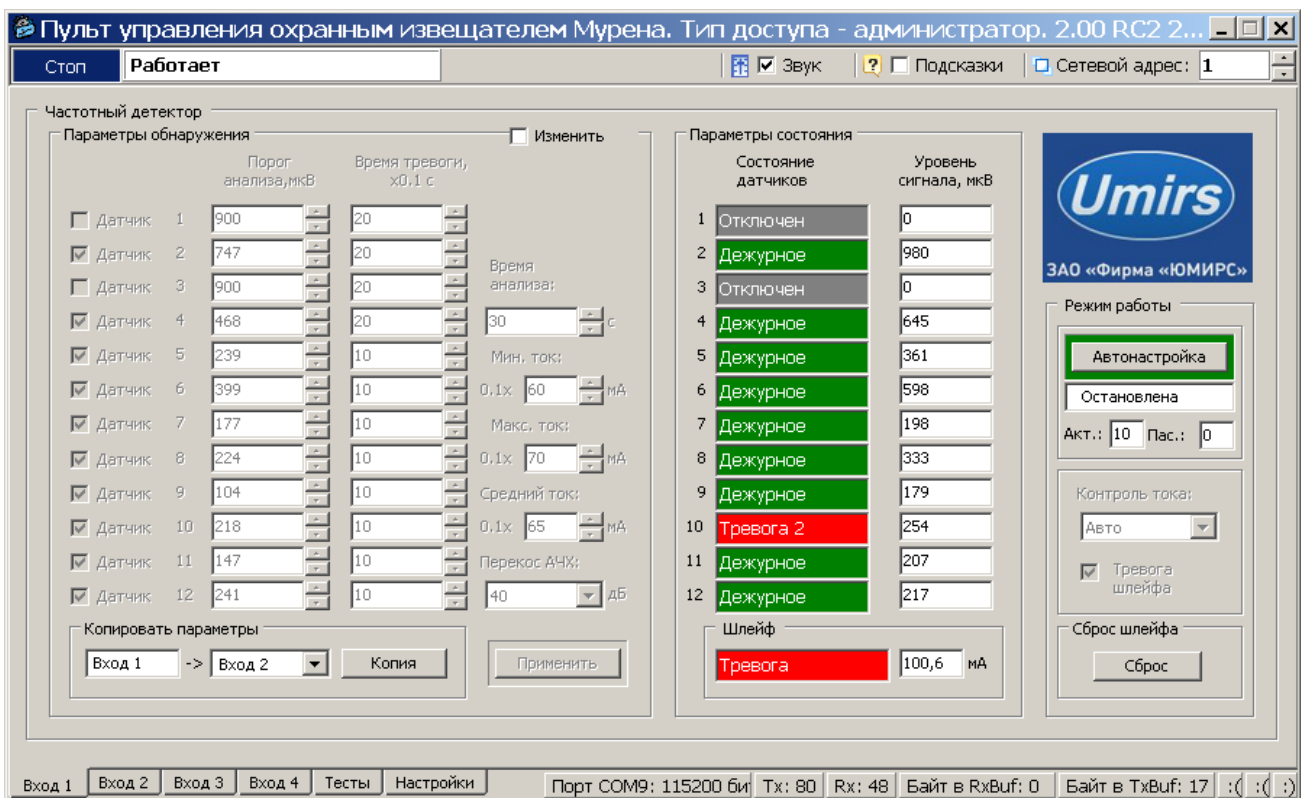 Пульт управления охранным извещателем Мурена. Тип доступа - администратор. 2.00 RC2 2...
Стоп Работает Звук Подсказки Сетевой адрес: 1
Частотный детектор
Параметры обнаружения Изменить
Порог анализа,мкВ
Время тревоги, x0.1 с
Датчик 1 900 20
Датчик 2 747 20
Датчик 3 900 20
Датчик 4 468 20
Датчик 5 239 10
Датчик 6 399 10
Датчик 7 177 10
Датчик 8 224 10
Датчик 9 104 10
Датчик 10 218 10
Датчик 11 147 10
Датчик 12 241 10
Время
анализа:
30 с
Мин. ток:
0.1x 60 мА
Макс. ток:
0.1x 70 мА
Средний ток:
0.1x 65 мА
Перекос АЧХ:
40 дБ
Копировать параметры
Вход 1 -> Вход 2 Копия
Применить
Параметры состояния
Состояние датчиков
Уровень сигнала, мкВ
1 Отключен 0
2 Дежурное 980
3 Отключен 0
4 Дежурное 645
5 Дежурное 361
6 Дежурное 598
7 Дежурное 198
8 Дежурное 333
9 Дежурное 179
10 Тревога 2 254
11 Дежурное 207
12 Дежурное 217
Шлейф
Тревога 100,6 мА
Umirs
ЗАО «Фирма «ЮМИРС»
Режим работы
Автонастройка
Остановлена
Акт.: 10 Пас.: 0
Контроль тока:
Авто
Тревога
шлейфа
Сброс шлейфа
Сброс
Вход 1 Вход 2 Вход 3 Вход 4 Тесты Настройки
Порт COM9: 115200 би Tx: 80 Rx: 48 Байт в RxBuf: 0 Байт в TxBuf: 17 :( :( :)